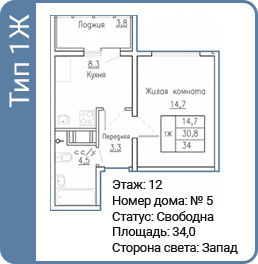 Тип 1Ж
Лоджия 3,8
8.3
Кухня
Жилая комната
14,7
14,7
1Ж 30,8
34
Передняя
3.3
с/у
4,5
Этаж: 12
Номер дома: № 5
Статус: Свободна
Площадь: 34,0
Сторона света: Запад